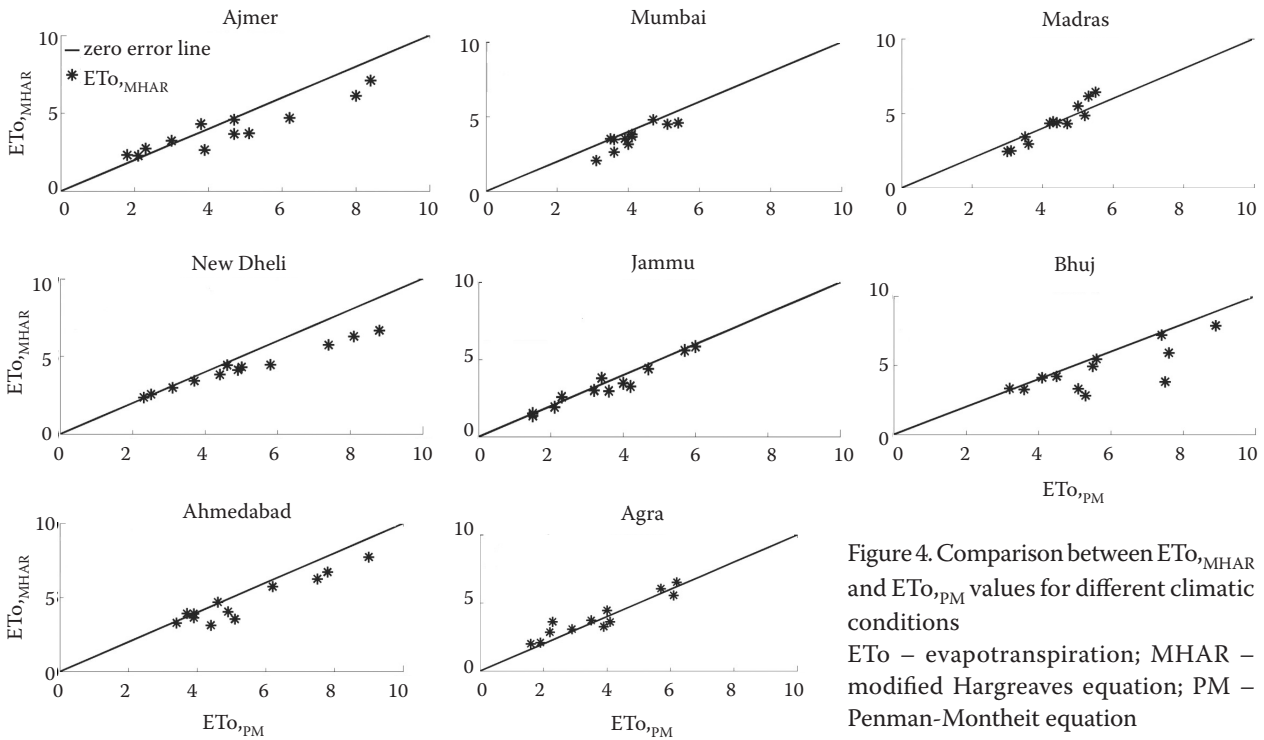 Ajmer
10
5
0
0 2 4 6 8 10
ETo,MHAR
zero error line
ETo,MHAR
Mumbai
10
5
0
0 2 4 6 8 10
Madras
10
5
0
0 2 4 6 8 10
New Dheli
10
5
0
0 2 4 6 8 10
ETo,MHAR
Jammu
10
5
0
0 2 4 6 8 10
Bhuj
10
5
0
0 2 4 6 8 10
ETo,PM
Ahmedabad
10
5
0
0 2 4 6 8 10
ETo,MHAR
ETo,PM
Agra
10
5
0
0 2 4 6 8 10
ETo,PM
Figure 4. Comparison between ETo,MHAR
and ETo,PM values for different climatic
conditions
ETo – evapotranspiration; MHAR –
modified Hargreaves equation; PM –
Penman-Montheit equation